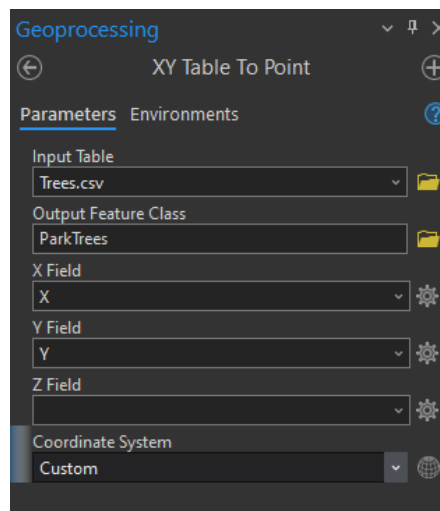 Geoprocessing
XY Table To Point
Parameters Environments
Input Table
Trees.csv
Output Feature Class
ParkTrees
X Field
X
Y Field
Y
Z Field
Coordinate System
Custom